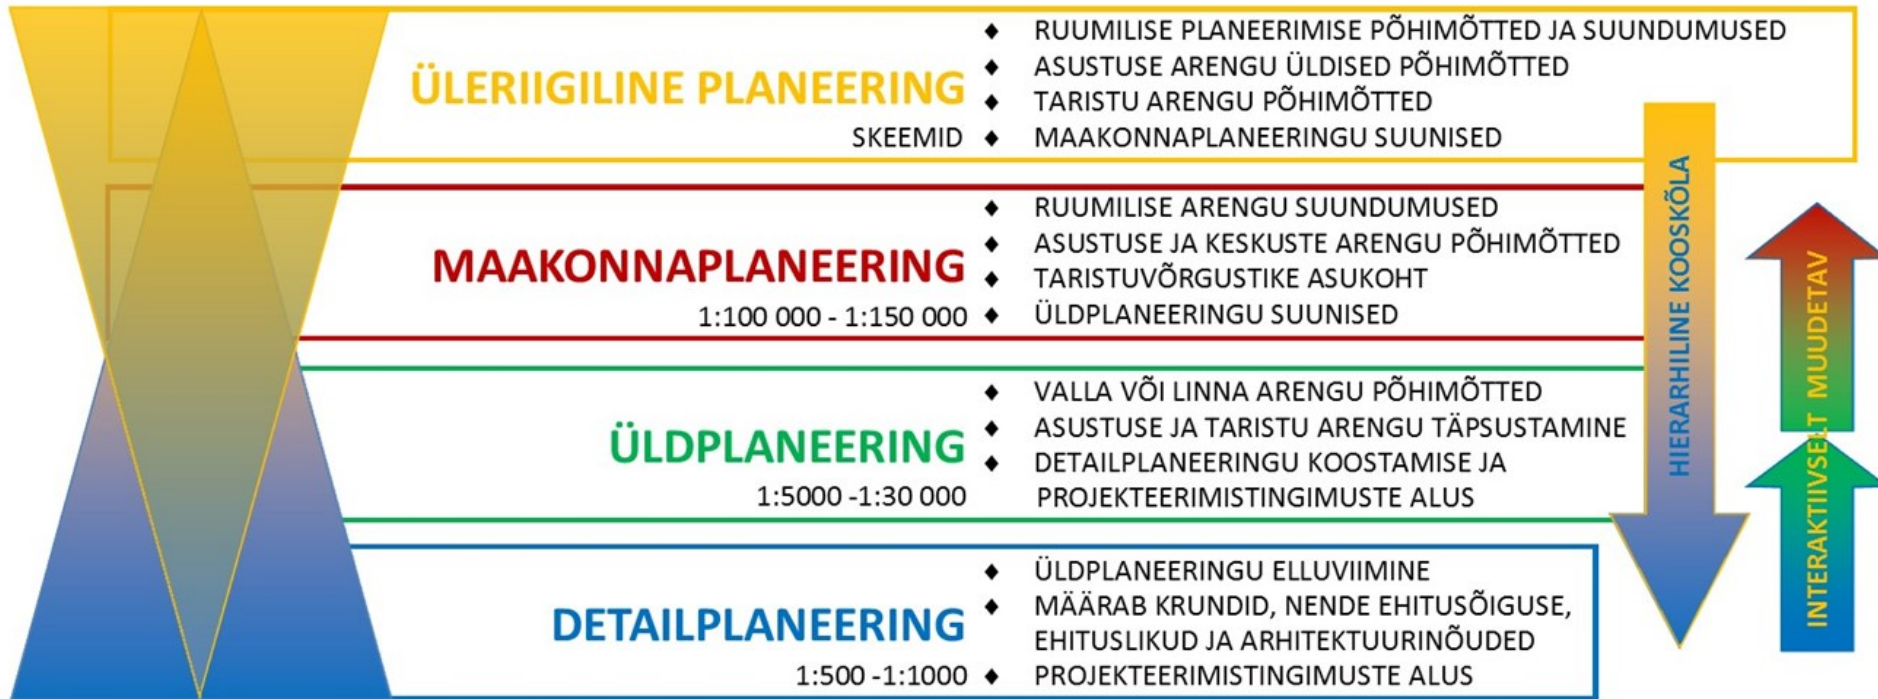 ÜLERIIGILINE PLANEERING
SKEEMID
♦ RUUMILISE PLANEERIMISE PÕHIMÕTTED JA SUUNDUMUSED
♦ ASUSTUSE ARENGU ÜLDISED PÕHIMÕTTED
♦ TARISTU ARENGU PÕHIMÕTTED
♦ MAAKONNAPLANEERINGU SUUNISED
MAAKONNAPLANEERING
1:100 000 - 1:150 000
♦ RUUMILISE ARENGU SUUNDUMUSED
♦ ASUSTUSE JA KESKUSTE ARENGU PÕHIMÕTTED
♦ TARISTUVÕRGUSTIKE ASUKOHT
♦ ÜLDPLANEERINGU SUUNISED
ÜLDPLANEERING
1:5000 -1:30 000
♦ VALLA VÕI LINNA ARENGU PÕHIMÕTTED
♦ ASUSTUSE JA TARISTU ARENGU TÄPSUSTAMINE
♦ DETAILPLANEERINGU KOOSTAMISE JA
PROJEKTEERIMISTINGIMUSTE ALUS
DETAILPLANEERING
1:500 -1:1000
♦ ÜLDPLANEERINGU ELLUVIIMINE
♦ MÄÄRAB KRUNDID, NENDE EHITUSÕIGUSE,
EHITUSLIKUD JA ARHITEKTUURINÕUDED
♦ PROJEKTEERIMISTINGIMUSTE ALUS
HIERARHILINE KOOSKÕLA
INTERAKTIIVSELT MUUDETAV